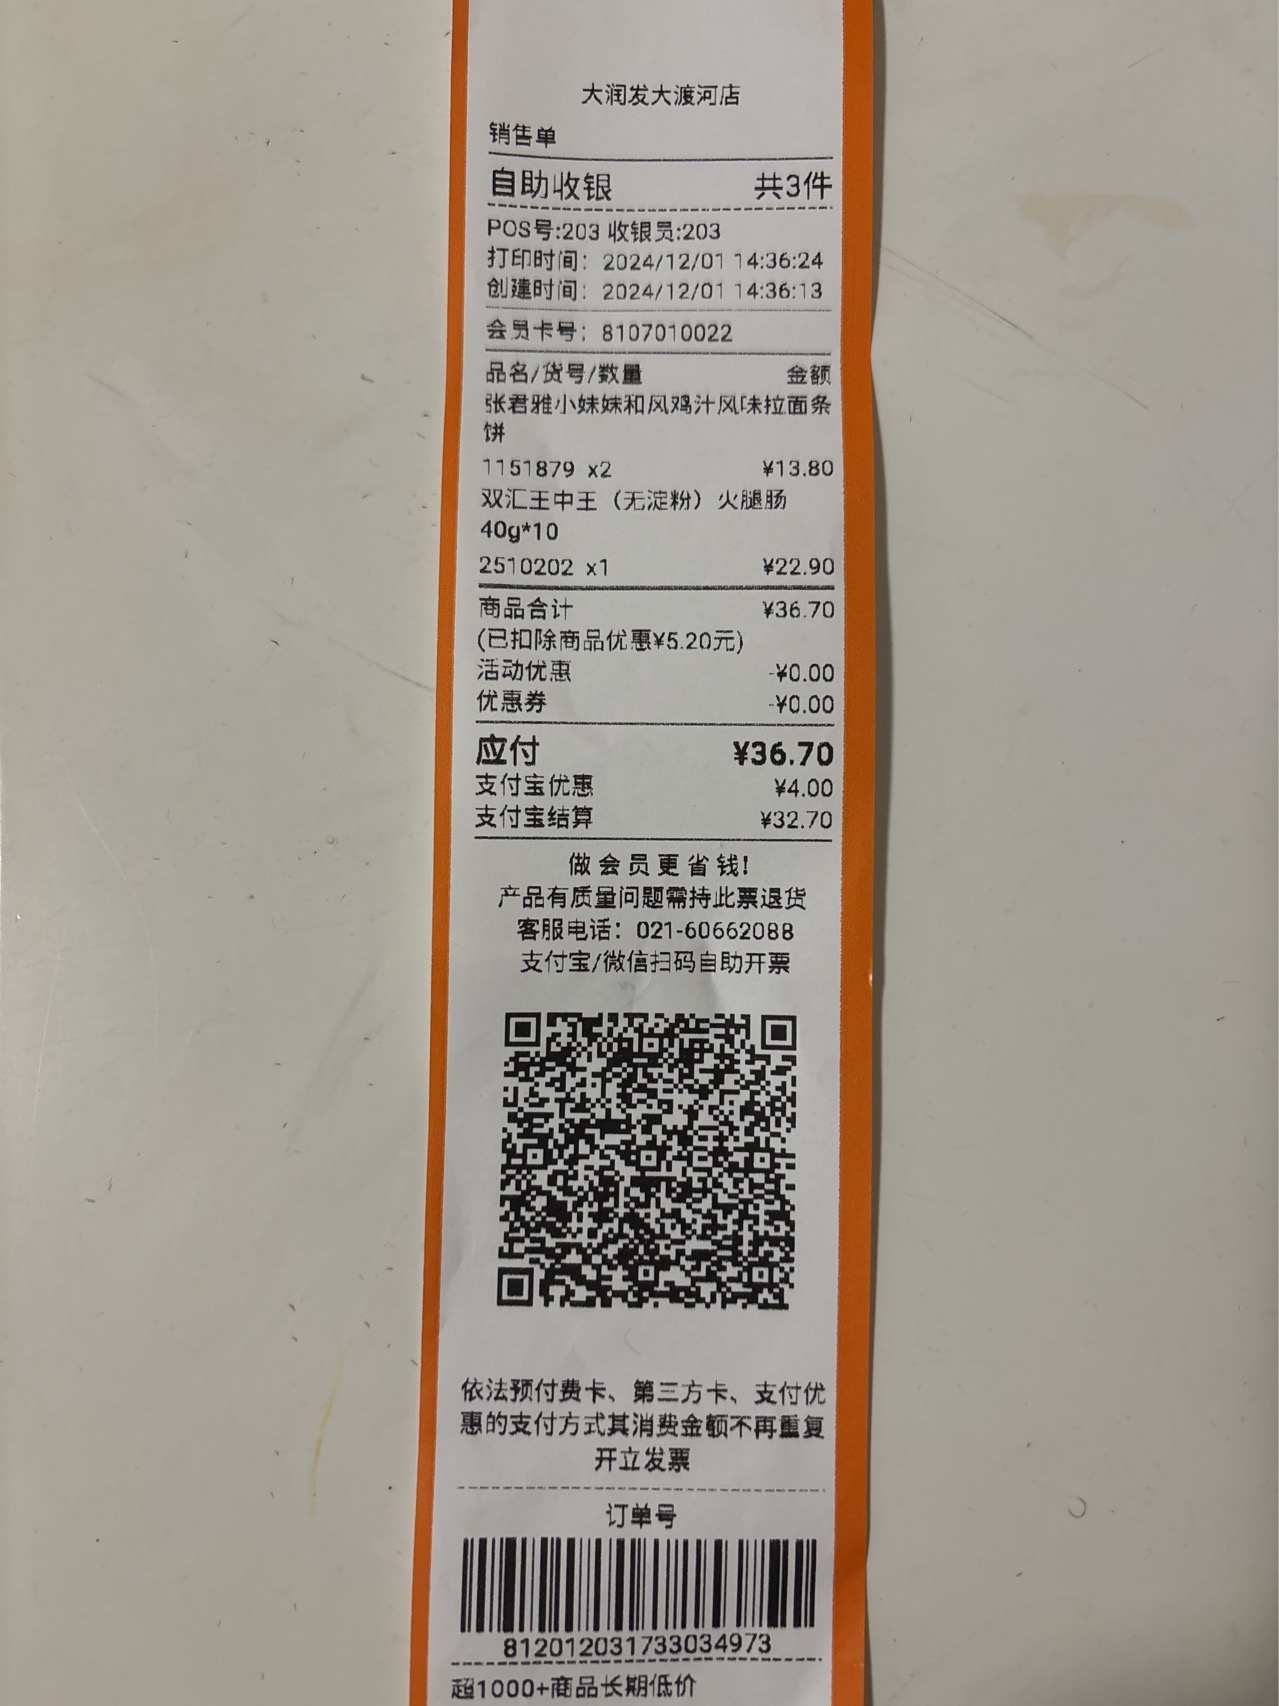 大润发大渡河店
销售单
自助收银 共3件
POS号:203 收银员:203
打印时间：2024/12/01 14:36:24
创建时间：2024/12/01 14:36:13
会员卡号：8107010022
品名/货号/数量 金额
张君雅小妹妹和风鸡汁风味拉面条
饼
1151879 x2 ¥13.80
双汇王中王（无淀粉）火腿肠
40g*10
2510202 x1 ¥22.90
商品合计 ¥36.70
(已扣除商品优惠¥5.20元)
活动优惠 -¥0.00
优惠券 -¥0.00
应付 ¥36.70
支付宝优惠 ¥4.00
支付宝结算 ¥32.70
做会员更省钱!
产品有质量问题需持此票退货
客服电话：021-60662088
支付宝/微信扫码自助开票
依法预付费卡、第三方卡、支付优
惠的支付方式其消费金额不再重复
开立发票
订单号
812012031733034973
超1000+商品长期低价